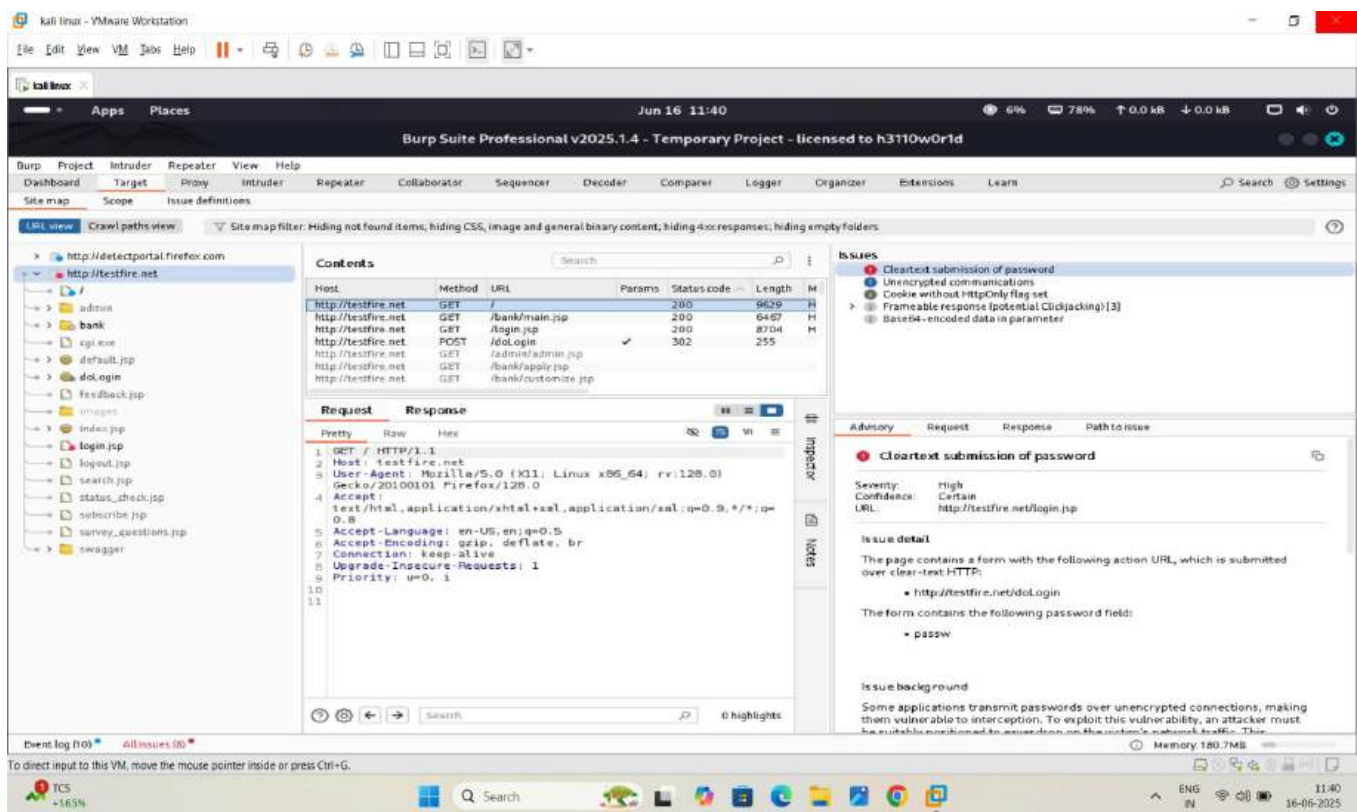 kali linux - VMware Workstation
File Edit View VM Tabs Help
kali linux
Apps Places
Jun 16 11:40
6% 78% ↑ 0.0 kB ↓ 0.0 kB
Burp Suite Professional v2025.1.4 - Temporary Project - licensed to h3110w0r1d
Burp Project Intruder Repeater View Help
Dashboard Target Proxy Intruder Repeater Collaborator Sequencer Decoder Comparer Logger Organizer Extensions Learn
Search Settings
Site map Scope Issue definitions
URL view Crawl paths view
Site map filter: Hiding not found items; hiding CSS, image and general binary content; hiding 4xx responses; hiding empty folders
http://detectportal.firefox.com
http://testfire.net
/
admin
bank
cgi.exe
default.jsp
doLogin
feedback.jsp
images
index.jsp
login.jsp
logout.jsp
search.jsp
status_check.jsp
subscribe.jsp
survey_questions.jsp
swagger
Contents
Search
Host Method URL Params Status code Length M
http://testfire.net GET / 200 9629 H
http://testfire.net GET /bank/main.jsp 200 6467 H
http://testfire.net GET /login.jsp 200 8704 H
http://testfire.net POST /doLogin ✓ 302 255
http://testfire.net GET /admin/admin.jsp
http://testfire.net GET /bank/apply.jsp
http://testfire.net GET /bank/customize.jsp
Request Response
Pretty Raw Hex
1 GET / HTTP/1.1
2 Host: testfire.net
3 User-Agent: Mozilla/5.0 (X11; Linux x86_64; rv:128.0)
Gecko/20100101 Firefox/128.0
4 Accept:
text/html,application/xhtml+xml,application/xml;q=0.9,*/*;q=
0.8
5 Accept-Language: en-US,en;q=0.5
6 Accept-Encoding: gzip, deflate, br
7 Connection: keep-alive
8 Upgrade-Insecure-Requests: 1
9 Priority: u=0, i
10
11
Search
0 highlights
Inspector
Notes
Issues
Cleartext submission of password
Unencrypted communications
Cookie without HttpOnly flag set
Frameable response (potential Clickjacking) [3]
Base64-encoded data in parameter
Advisory Request Response Path to issue
Cleartext submission of password
Severity: High
Confidence: Certain
URL: http://testfire.net/login.jsp
Issue detail
The page contains a form with the following action URL, which is submitted
over clear-text HTTP:
• http://testfire.net/doLogin
The form contains the following password field:
• passw
Issue background
Some applications transmit passwords over unencrypted connections, making
them vulnerable to interception. To exploit this vulnerability, an attacker must
be suitably positioned to eavesdrop on the victim's network traffic. This
Event log (10) All issues (8)
Memory: 180.7MB
To direct input to this VM, move the mouse pointer inside or press Ctrl+G.
TCS
+1.65%
Search
ENG
IN
11:40
16-06-2025